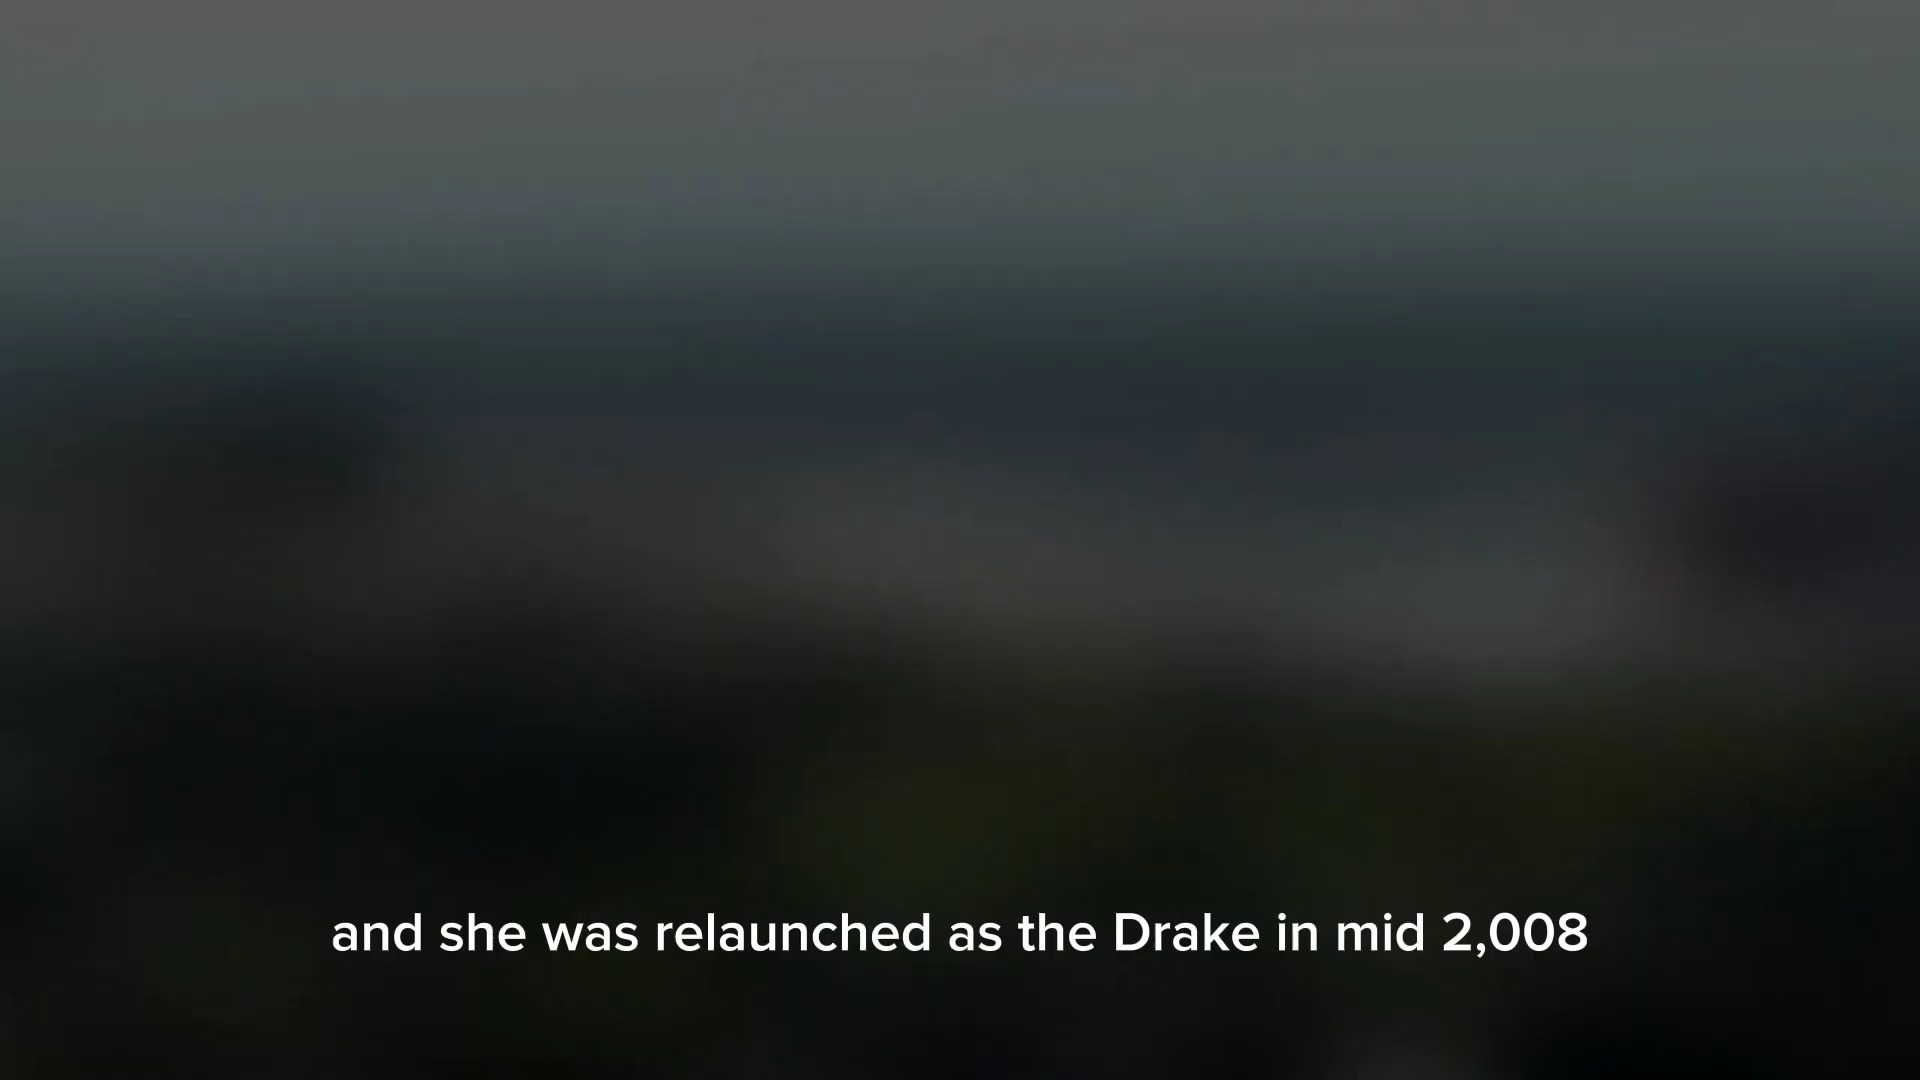 and she was relaunched as the Drake in mid 2,008